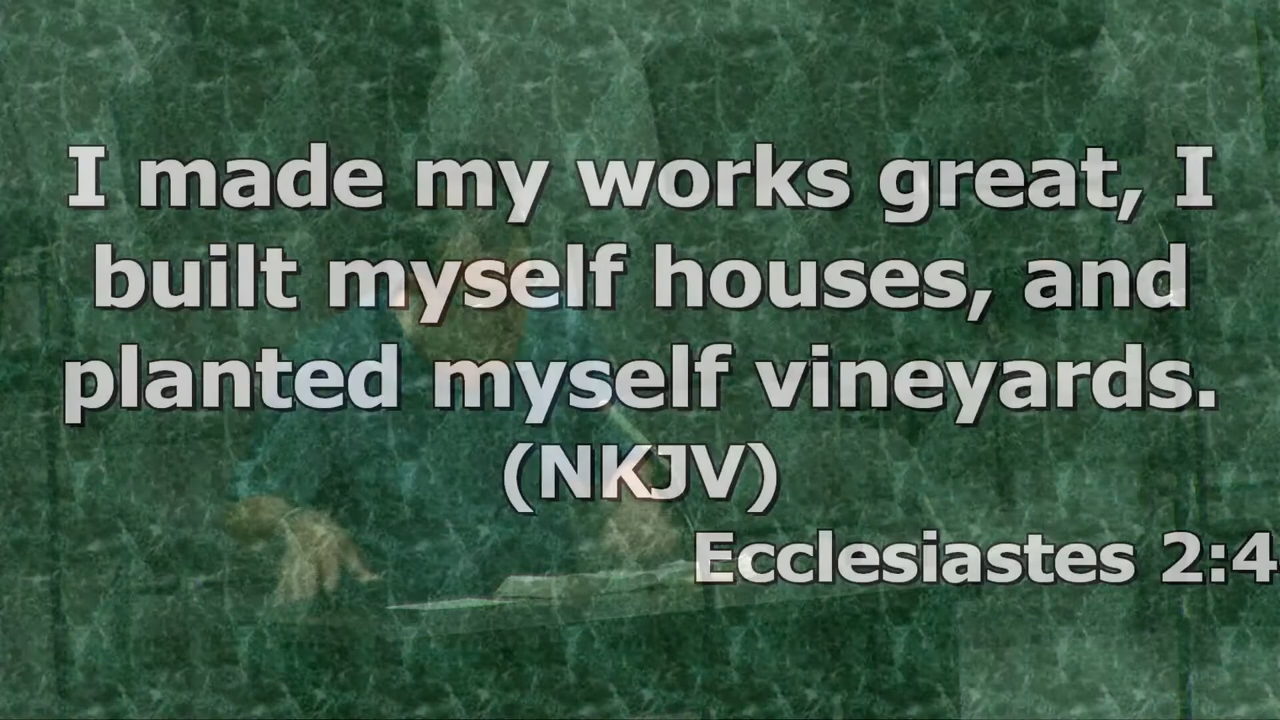 I made my works great, I
built myself houses, and
planted myself vineyards.
(NKJV)
Ecclesiastes 2:4